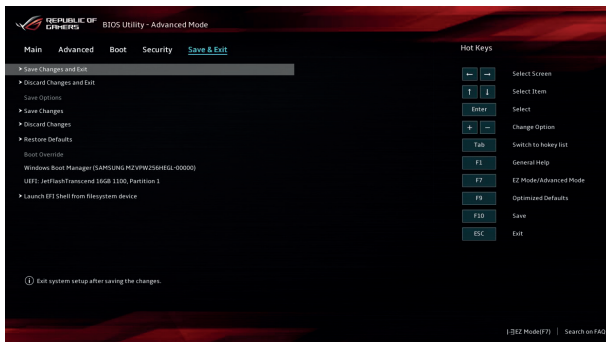 REPUBLIC OF
GAMERS
BIOS Utility - Advanced Mode
Main Advanced Boot Security Save & Exit
> Save Changes and Exit
> Discard Changes and Exit
Save Options
> Save Changes
> Discard Changes
> Restore Defaults
Boot Override
Windows Boot Manager (SAMSUNG MZVPW256HEGL-00000)
UEFI: JetFlashTranscend 16GB 1100, Partition 1
> Launch EFI Shell from filesystem device
i Exit system setup after saving the changes.
Hot Keys
← → Select Screen
↑ ↓ Select Item
Enter Select
+ − Change Option
Tab Switch to hokey list
F1 General Help
F7 EZ Mode/Advanced Mode
F9 Optimized Defaults
F10 Save
ESC Exit
EZ Mode(F7) | Search on FAQ